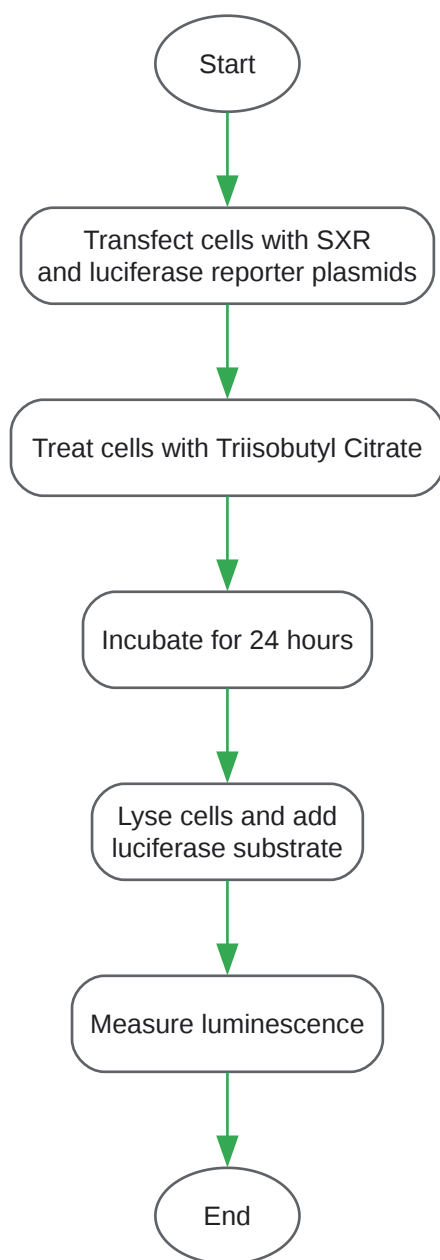 Start
Transfect cells with SXR
and luciferase reporter plasmids
Treat cells with Triisobutyl Citrate
Incubate for 24 hours
Lyse cells and add
luciferase substrate
Measure luminescence
End